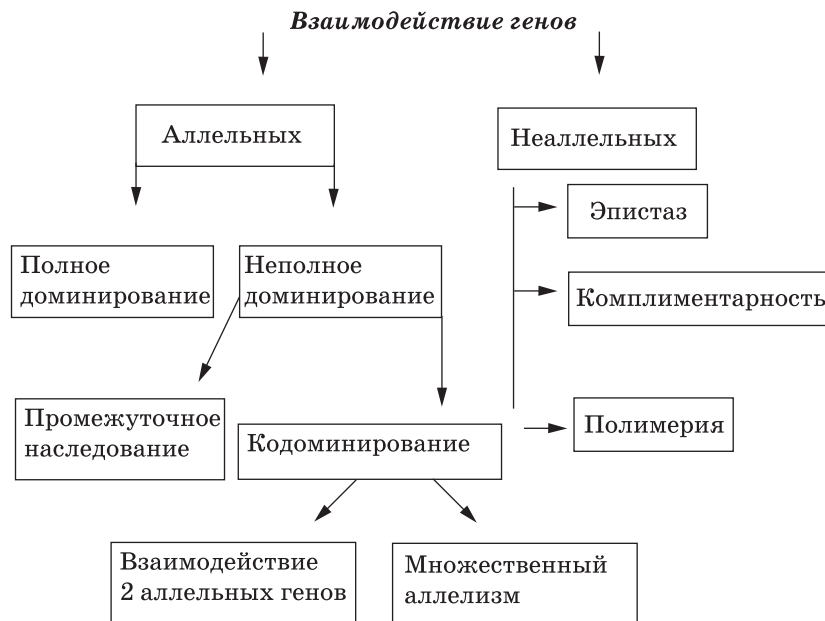 Взаимодействие генов
Аллельных
Неаллельных
Эпистаз
Полное
доминирование
Неполное
доминирование
Комплиментарность
Промежуточное
наследование
Кодоминирование
Полимерия
Взаимодействие
2 аллельных генов
Множественный
аллелизм